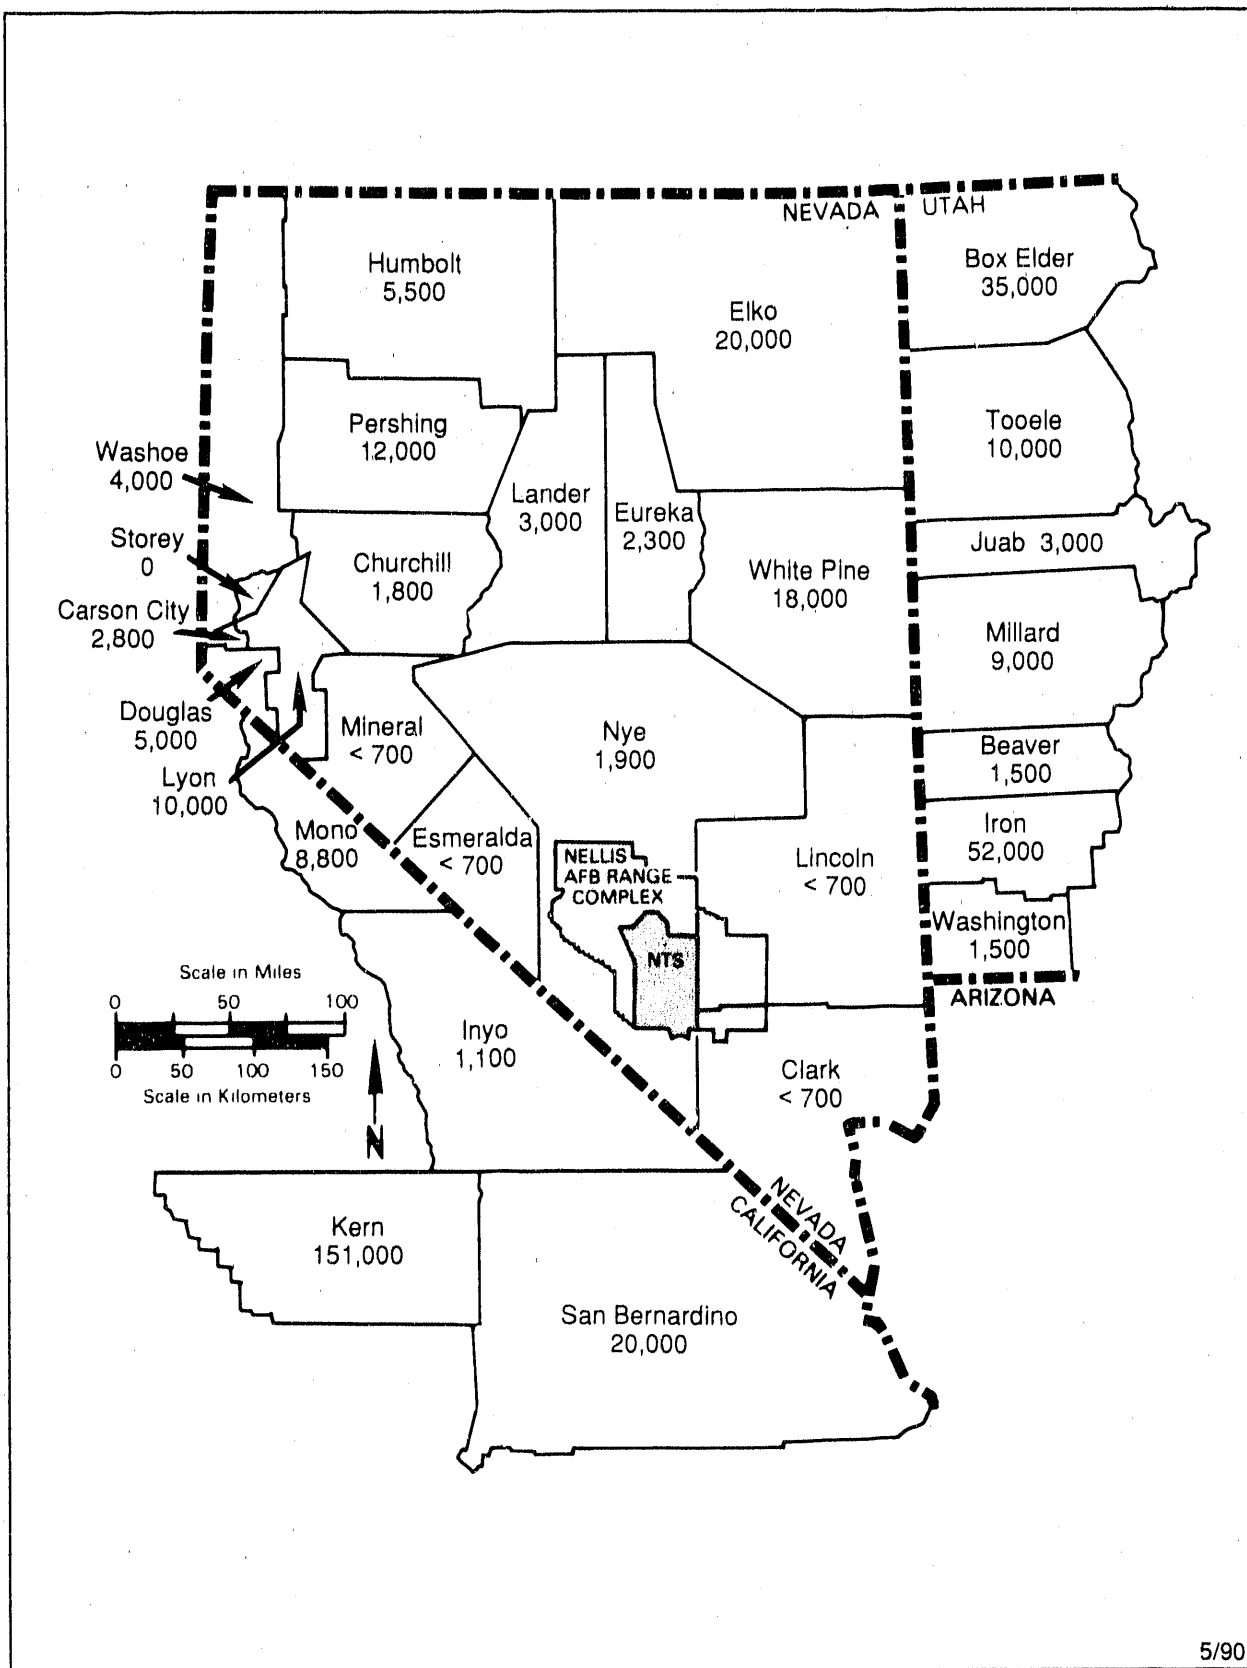 NEVADA
UTAH
Humbolt
5,500
Elko
20,000
Box Elder
35,000
Pershing
12,000
Tooele
10,000
Washoe
4,000
Lander
3,000
Eureka
2,300
Storey
0
Churchill
1,800
White Pine
18,000
Juab 3,000
Carson City
2,800
Millard
9,000
Douglas
5,000
Mineral
< 700
Nye
1,900
Beaver
1,500
Lyon
10,000
Mono
8,800
Esmeralda
< 700
NELLIS
AFB RANGE
COMPLEX
Lincoln
< 700
Iron
52,000
Washington
1,500
NTS
ARIZONA
Scale in Miles
0 50 100
0 50 100 150
Scale in Kilometers
N
Inyo
1,100
Clark
< 700
NEVADA
CALIFORNIA
Kern
151,000
San Bernardino
20,000
5/90